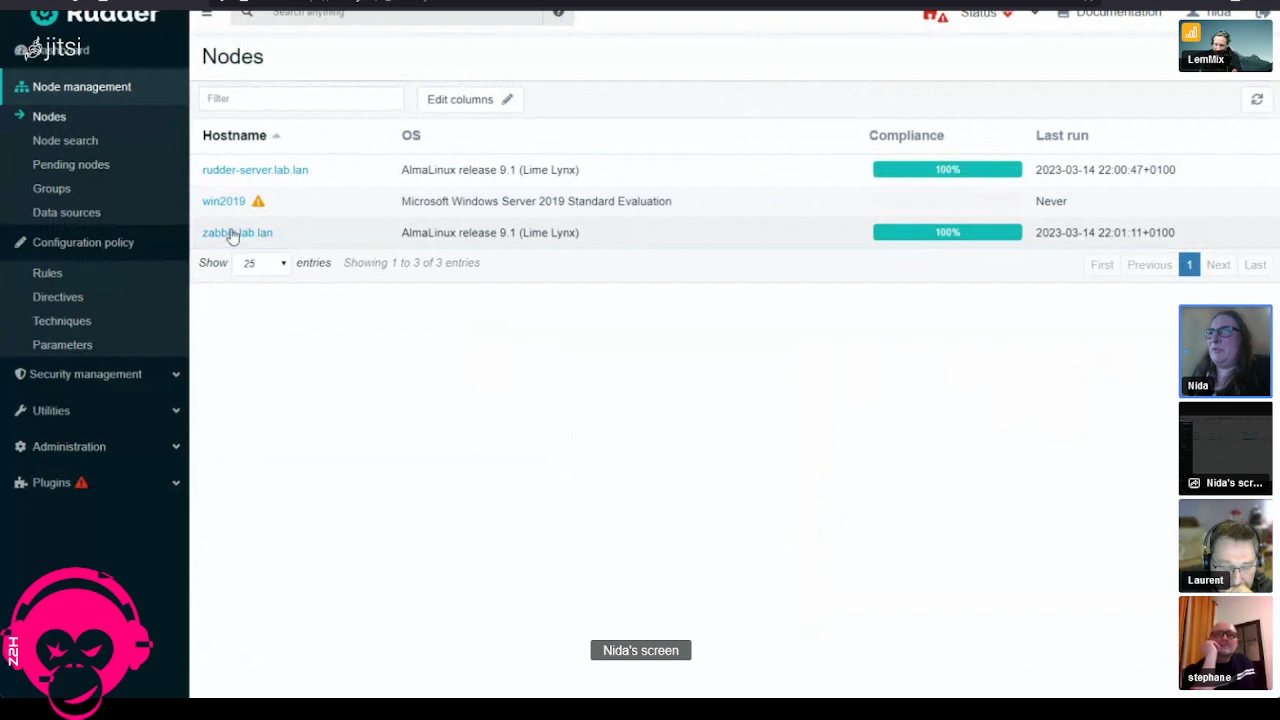 Rudder
Search anything
Status
Documentation
nida
jitsi
Nodes
LemMix
Node management
Filter
Edit columns
Nodes
Hostname
OS
Compliance
Last run
Node search
Pending nodes
rudder-server.lab.lan
AlmaLinux release 9.1 (Lime Lynx)
100%
2023-03-14 22:00:47+0100
Groups
win2019
Microsoft Windows Server 2019 Standard Evaluation
Never
Data sources
lab.lan
AlmaLinux release 9.1 (Lime Lynx)
100%
2023-03-14 22:01:11+0100
Configuration policy
Show 25 entries Showing 1 to 3 of 3 entries
First Previous 1 Next Last
Rules
Directives
Techniques
Parameters
Security management
Nida
Utilities
Administration
Plugins
Nida's scr...
Laurent
Z2H
Nida's screen
stephane